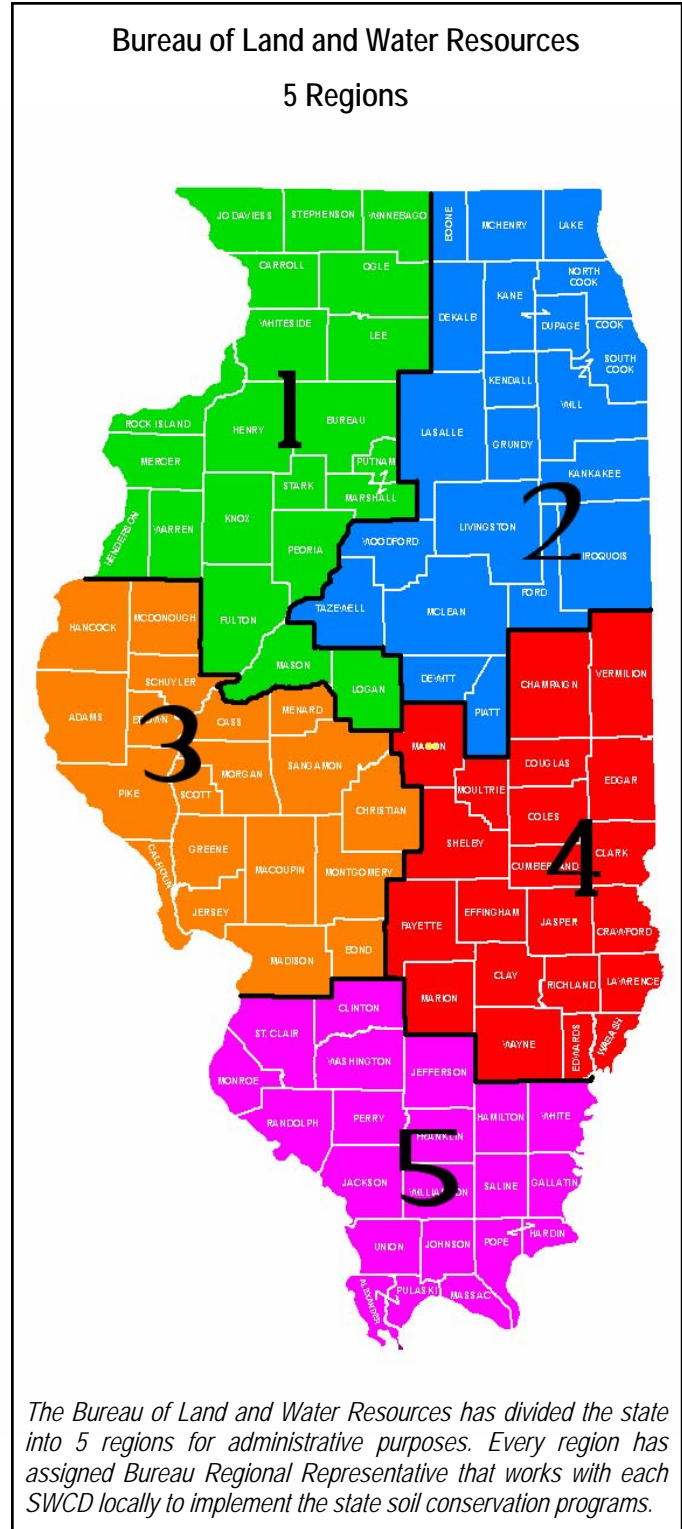 Bureau of Land and Water Resources
5 Regions
JO DAVIESS
STEPHENSON
WINNEBAGO
BOONE
MCHENRY
LAKE
CARROLL
OGLE
DEKALB
KANE
NORTH
COOK
DUPAGE
COOK
WHITESIDE
LEE
SOUTH
COOK
KENDALL
WILL
1
ROCK ISLAND
HENRY
BUREAU
LASALLE
GRUNDY
MERCER
PUTNAM
KANKAKEE
STARK
MARSHALL
HENDERSON
WARREN
KNOX
PEORIA
WOODFORD
LIVINGSTON
2
IROQUOIS
FORD
TAZEWELL
MCLEAN
HANCOCK
MCDONOUGH
FULTON
MASON
LOGAN
DEWITT
PIATT
CHAMPAIGN
VERMILION
SCHUYLER
ADAMS
CASS
MENARD
3
MORGAN
SANGAMON
DOUGLAS
EDGAR
PIKE
SCOTT
CHRISTIAN
MOULTRIE
COLES
SHELBY
4
CLARK
GREENE
CALHOUN
MACOUPIN
MONTGOMERY
JERSEY
FAYETTE
EFFINGHAM
JASPER
CRAWFORD
MADISON
BOND
CLAY
RICHLAND
LAWRENCE
MARION
WAYNE
EDWARDS
WABASH
CLINTON
ST. CLAIR
WASHINGTON
JEFFERSON
MONROE
RANDOLPH
PERRY
HAMILTON
WHITE
FRANKLIN
5
JACKSON
SALINE
GALLATIN
UNION
JOHNSON
POPE
HARDIN
ALEXANDER
PULASKI
MASSAC
The Bureau of Land and Water Resources has divided the state
into 5 regions for administrative purposes. Every region has
assigned Bureau Regional Representative that works with each
SWCD locally to implement the state soil conservation programs.